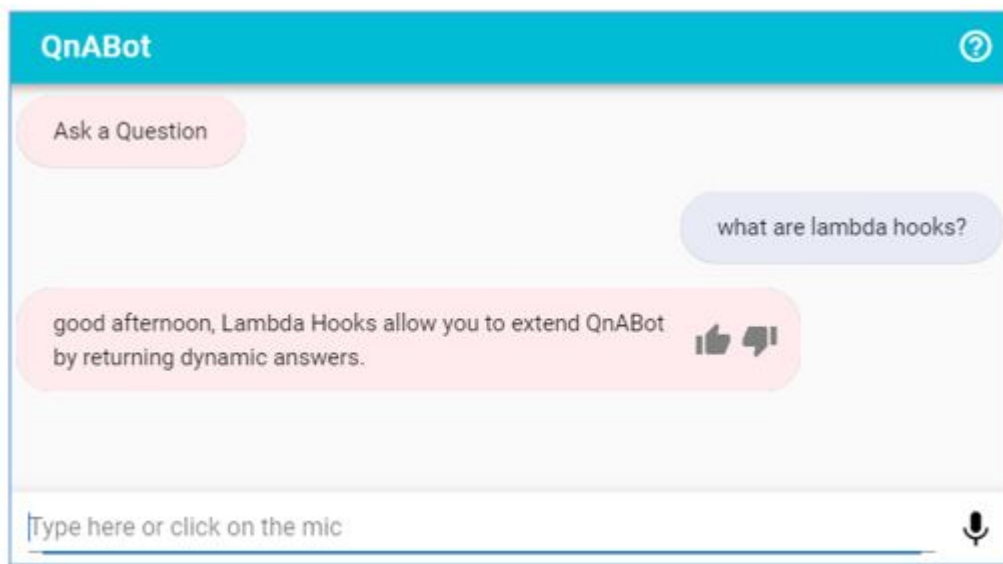 QnABot
Ask a Question
what are lambda hooks?
good afternoon, Lambda Hooks allow you to extend QnABot
by returning dynamic answers.
Type here or click on the mic